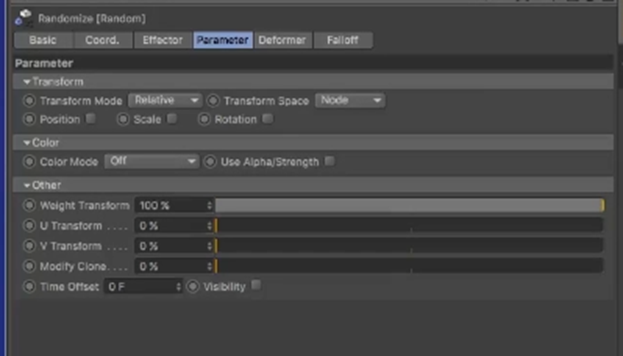 Randomize [Random]
Basic Coord. Effector Parameter Deformer Falloff
Parameter
Transform
Transform Mode Relative Transform Space Node
Position Scale Rotation
Color
Color Mode Off Use Alpha/Strength
Other
Weight Transform 100 %
U Transform .... 0 %
V Transform .... 0 %
Modify Clone.... 0 %
Time Offset 0 F Visibility